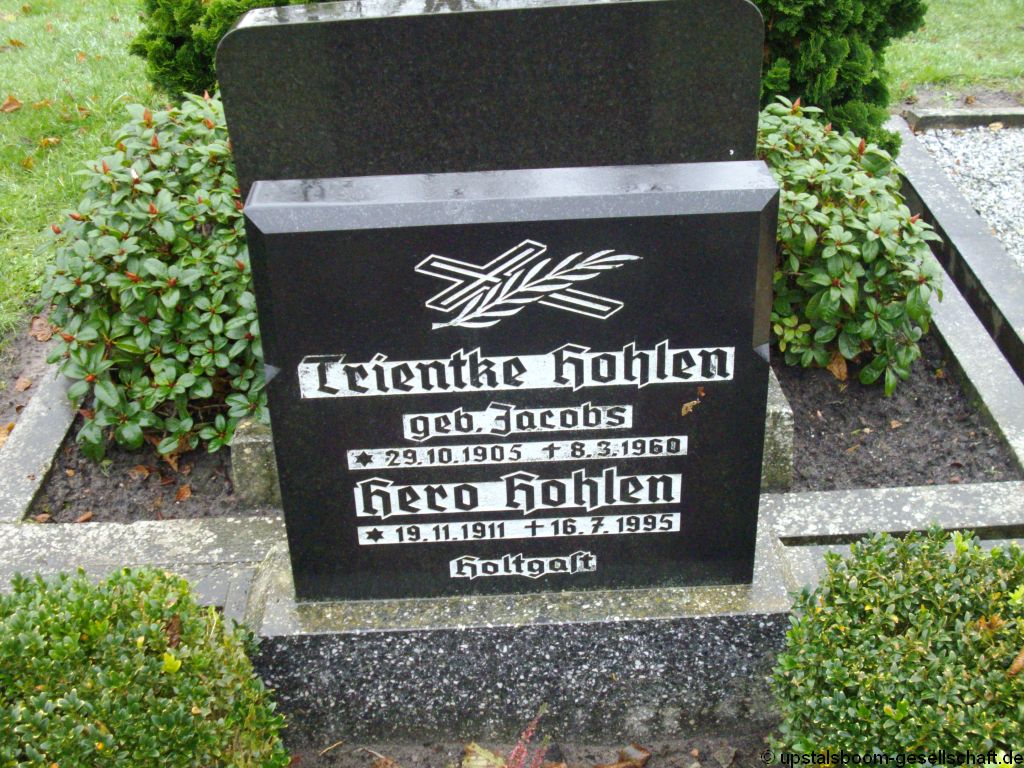 Trientke Hohlen
geb. Jacobs
✶ 29.10.1905 ✝ 8.3.1960
Hero Hohlen
✶ 19.11.1911 ✝ 16.7.1995
Holtgaſt
© upstalsboom-gesellschaft.de